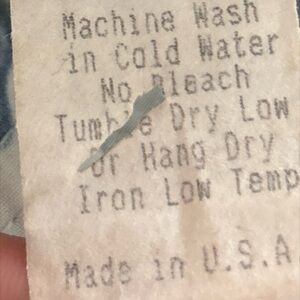 Machine Wash
in Cold Water
No Bleach
Tumble Dry Low
Or Hang Dry
Iron Low Temp
Made in U.S.A